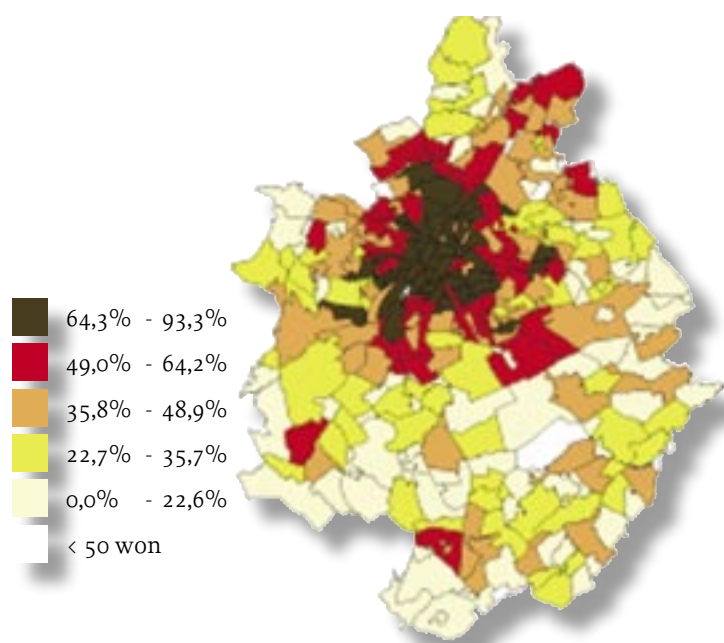 64,3% - 93,3%
49,0% - 64,2%
35,8% - 48,9%
22,7% - 35,7%
0,0% - 22,6%
< 50 won